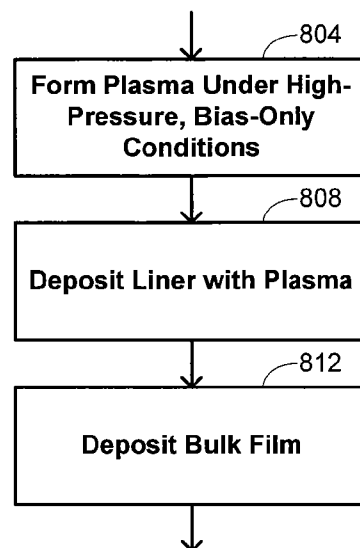 804
Form Plasma Under High-
Pressure, Bias-Only
Conditions
808
Deposit Liner with Plasma
812
Deposit Bulk Film